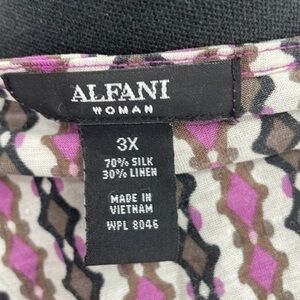 ALFANI
WOMAN
3X
70% SILK
30% LINEN
MADE IN
VIETNAM
WPL 8046